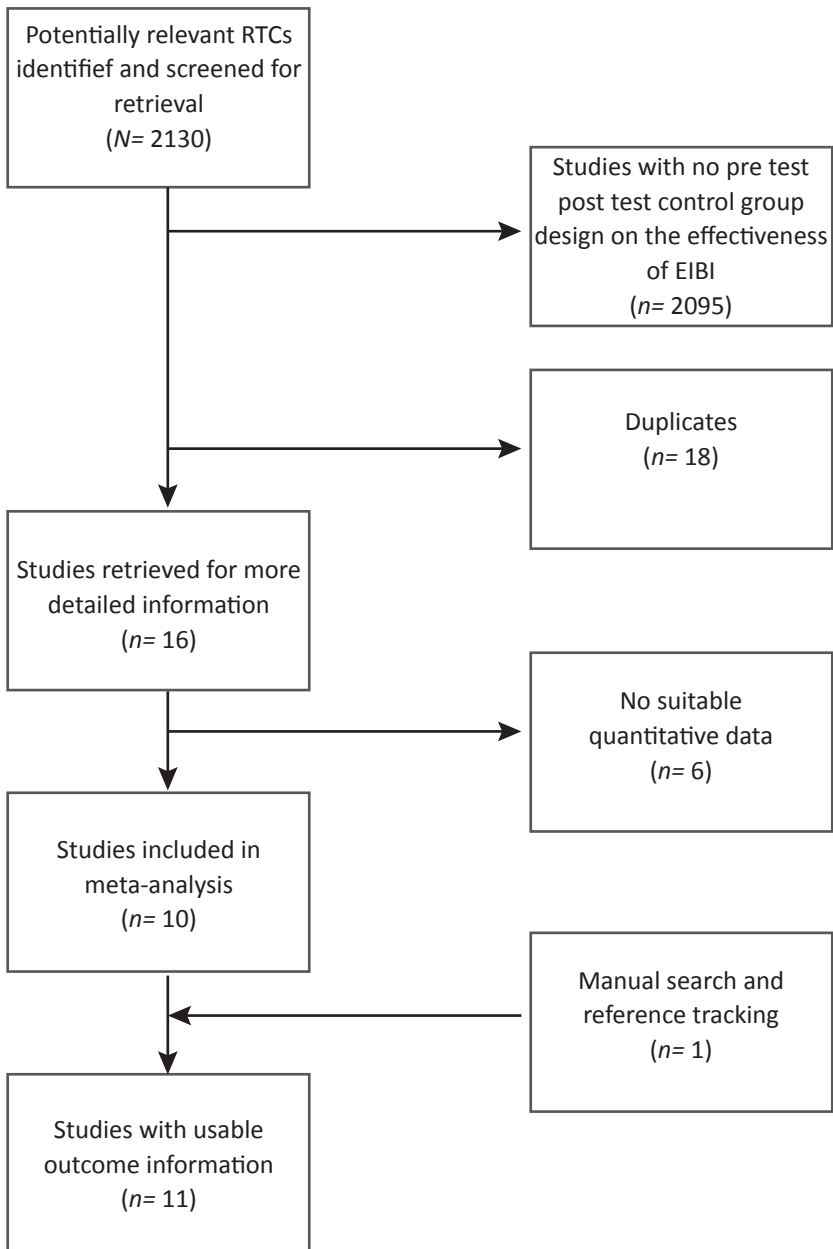 Potentially relevant RTCs
identifief and screened for
retrieval
(N= 2130)
Studies with no pre test
post test control group
design on the effectiveness
of EIBI
(n= 2095)
Duplicates
(n= 18)
Studies retrieved for more
detailed information
(n= 16)
No suitable
quantitative data
(n= 6)
Studies included in
meta-analysis
(n= 10)
Manual search and
reference tracking
(n= 1)
Studies with usable
outcome information
(n= 11)